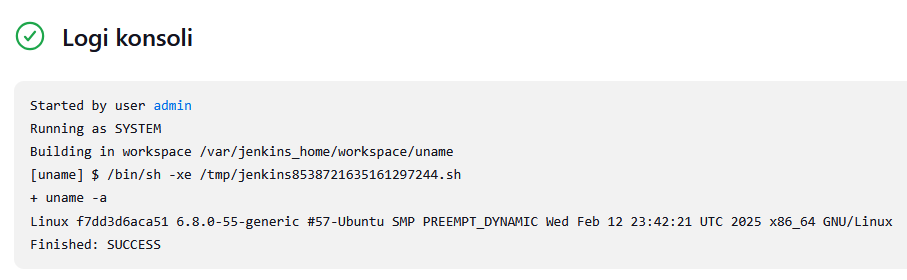 Logi konsoli
Started by user admin
Running as SYSTEM
Building in workspace /var/jenkins_home/workspace/uname
[uname] $ /bin/sh -xe /tmp/jenkins8538721635161297244.sh
+ uname -a
Linux f7dd3d6aca51 6.8.0-55-generic #57-Ubuntu SMP PREEMPT_DYNAMIC Wed Feb 12 23:42:21 UTC 2025 x86_64 GNU/Linux
Finished: SUCCESS